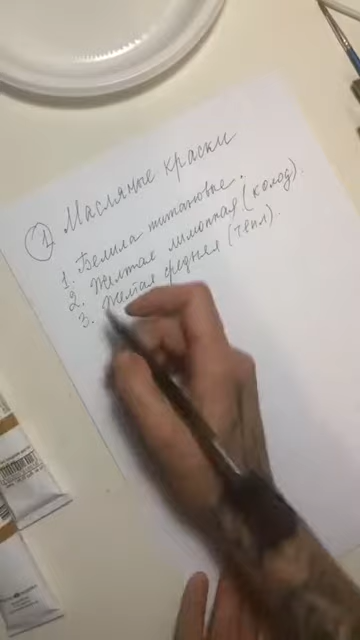 ① Масляные краски
1. Белила титановые.
2. Желтая лимонная (холод).
3. Желтая средняя (тепл).